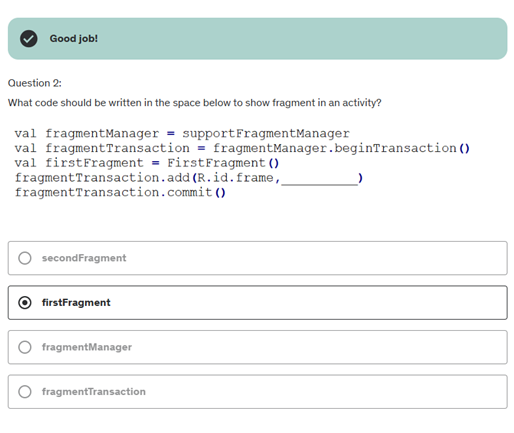 Good job!
Question 2:
What code should be written in the space below to show fragment in an activity?
val fragmentManager = supportFragmentManager
val fragmentTransaction = fragmentManager.beginTransaction()
val firstFragment = FirstFragment()
fragmentTransaction.add(R.id.frame,__________)
fragmentTransaction.commit()
secondFragment
firstFragment
fragmentManager
fragmentTransaction